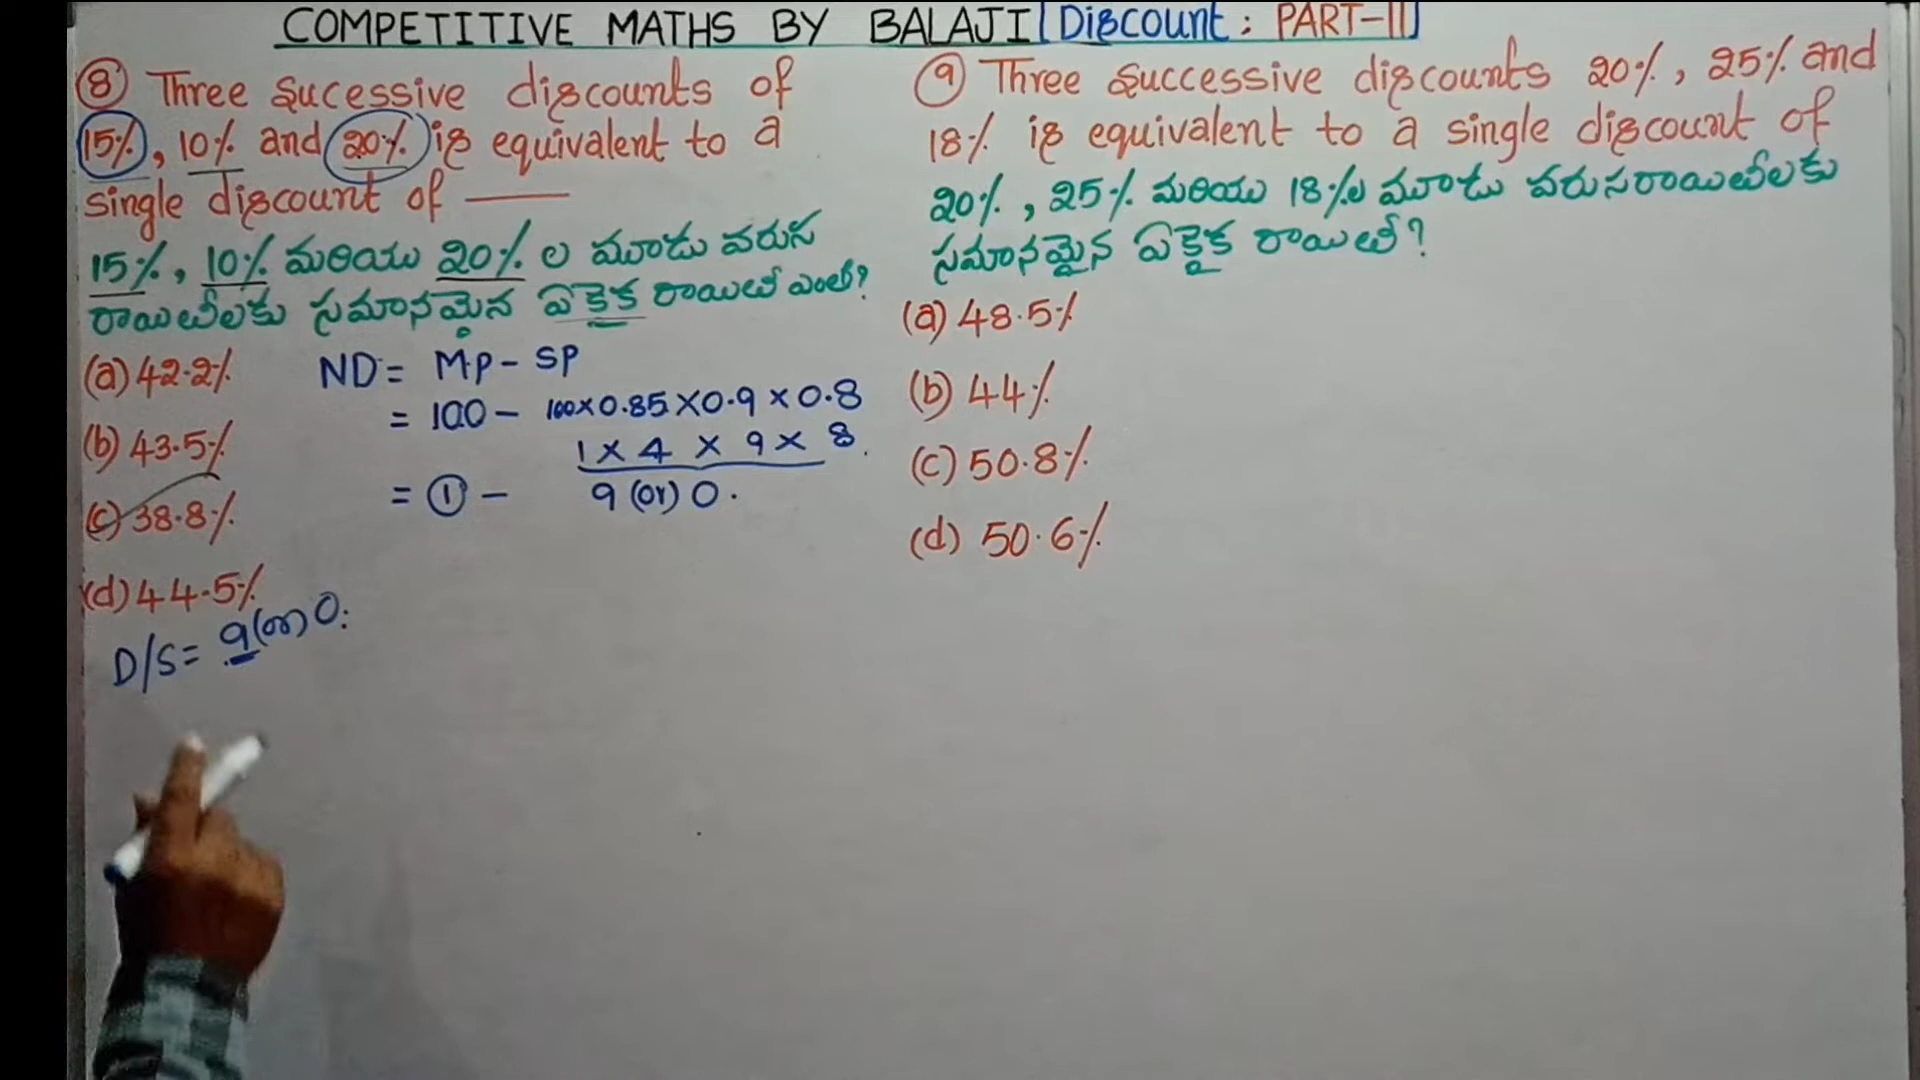 COMPETITIVE MATHS BY BALAJI [Discount: PART-II]
⑧ Three sucessive discounts of
15%, 10% and 20% is equivalent to a
single discount of ———
15%, 10% మరియు 20% ల మూడు వరుస
రాయితీలకు సమానమైన ఏకైక రాయితీ ఎంత?
(a) 42.2%
(b) 43.5%
(c) 38.8%
(d) 44.5%
ND = MP - SP
= 100 - 100×0.85×0.9×0.8
1 × 4 × 9 × 8
= ① - 9 (or) 0.
D/S = 9 (or) 0.
⑨ Three successive discounts 20%, 25% and
18% is equivalent to a single discount of
20%, 25% మరియు 18%ల మూడు వరుసరాయితీలకు
సమానమైన ఏకైక రాయితీ?
(a) 48.5%
(b) 44%
(c) 50.8%
(d) 50.6%